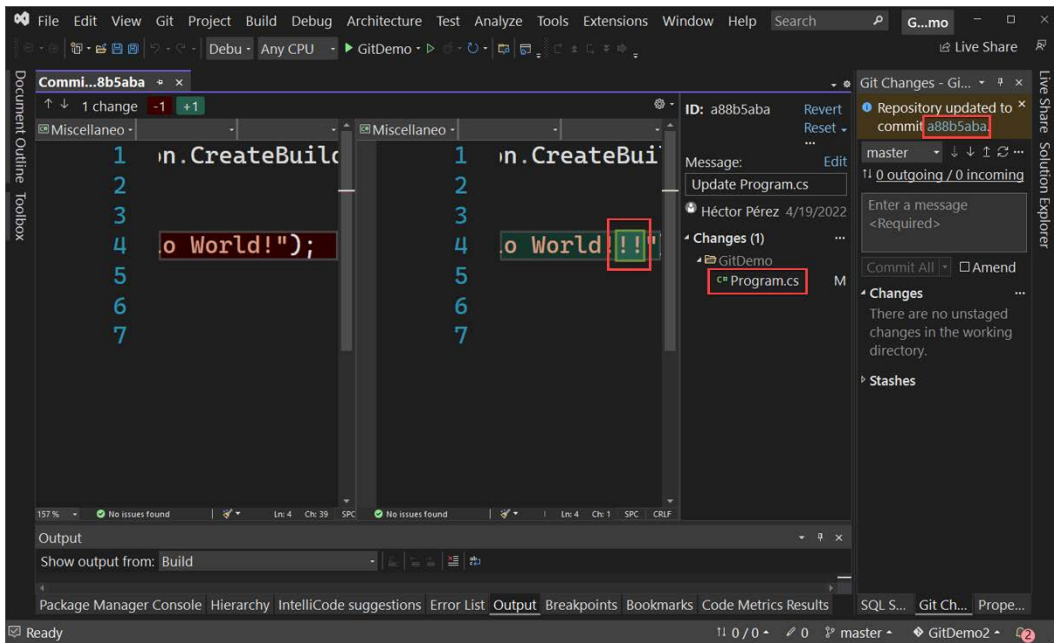 File Edit View Git Project Build Debug Architecture Test Analyze Tools Extensions Window Help Search G...mo
Debu Any CPU GitDemo Live Share
Document Outline
Toolbox
Commi...8b5aba
1 change -1 +1
Miscellaneo
1 on.CreateBuild
2
3
4 o World!");
5
6
7
157 % No issues found Ln: 4 Ch: 39 SPC
Miscellaneo
1 on.CreateBui
2
3
4 o World!!!"
5
6
7
No issues found Ln: 4 Ch: 1 SPC CRLF
ID: a88b5aba Revert
Reset
...
Message: Edit
Update Program.cs
Héctor Pérez 4/19/2022
Changes (1) ...
GitDemo
C# Program.cs M
Git Changes - Gi...
Repository updated to
commit a88b5aba.
master ...
0 outgoing / 0 incoming
Enter a message
<Required>
Commit All Amend
Changes ...
There are no unstaged
changes in the working
directory.
Stashes
Live Share
Solution Explorer
Output
Show output from: Build
Package Manager Console Hierarchy IntelliCode suggestions Error List Output Breakpoints Bookmarks Code Metrics Results
SQL S... Git Ch... Prope...
Ready 0 / 0 0 master GitDemo2 2